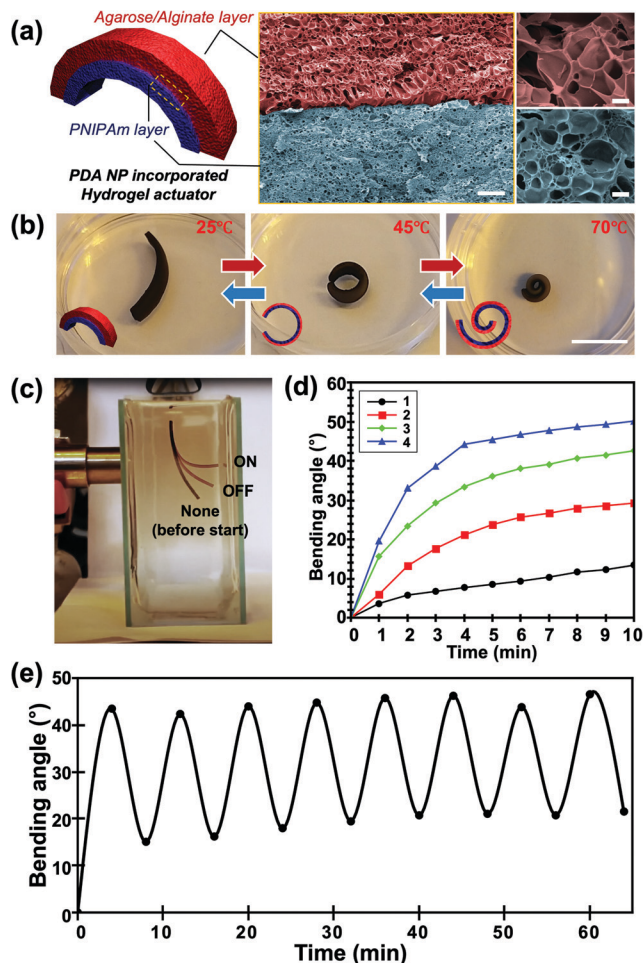 (a)
Agarose/Alginate layer
PNIPAm layer
PDA NP incorporated
Hydrogel actuator
(b)
25℃
45℃
70℃
(c)
ON
OFF
None
(before start)
(d)
60
50
40
30
20
10
0
Bending angle (°)
1
2
3
4
0 1 2 3 4 5 6 7 8 9 10
Time (min)
(e)
50
40
30
20
10
0
Bending angle (°)
0 10 20 30 40 50 60
Time (min)